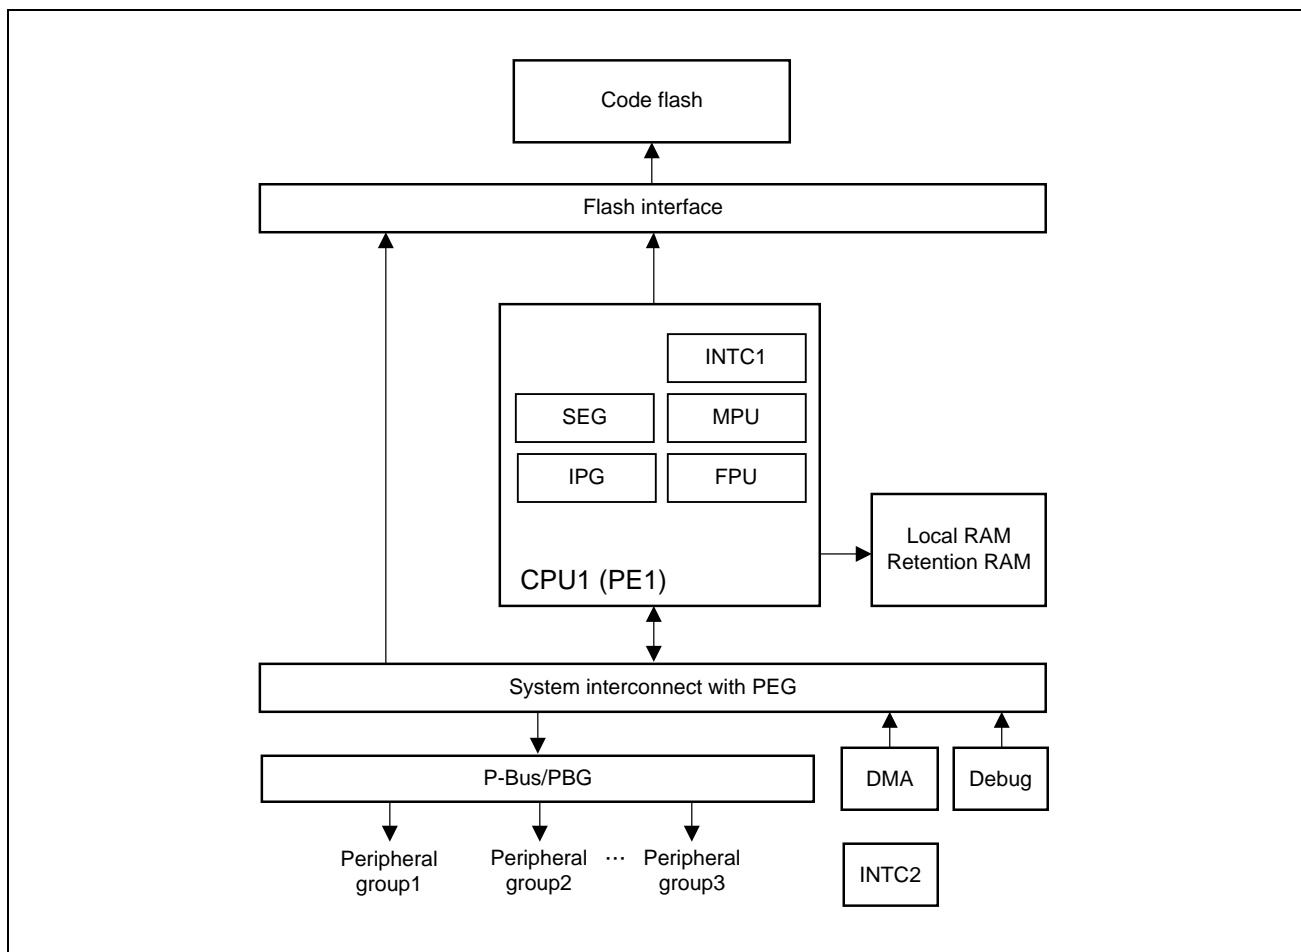 Code flash
Flash interface
INTC1
SEG
MPU
IPG
FPU
Local RAM
Retention RAM
CPU1 (PE1)
System interconnect with PEG
P-Bus/PBG
DMA
Debug
Peripheral
group1
Peripheral
group2
...
Peripheral
group3
INTC2